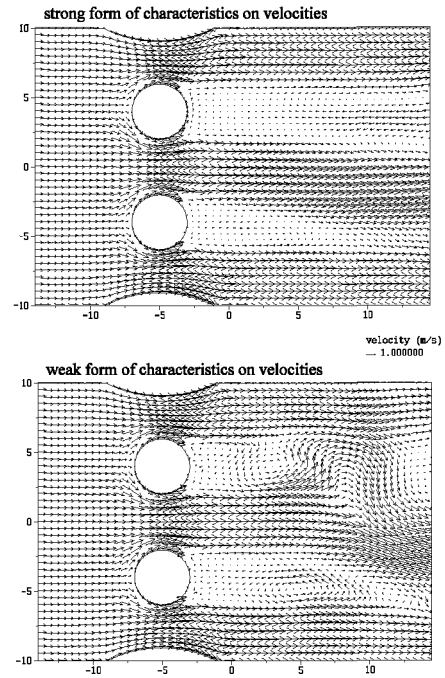 strong form of characteristics on velocities
10
5
0
-5
-10
-10 -5 0 5 10
velocity (m/s)
1.000000
weak form of characteristics on velocities
10
5
0
-5
-10
-10 -5 0 5 10